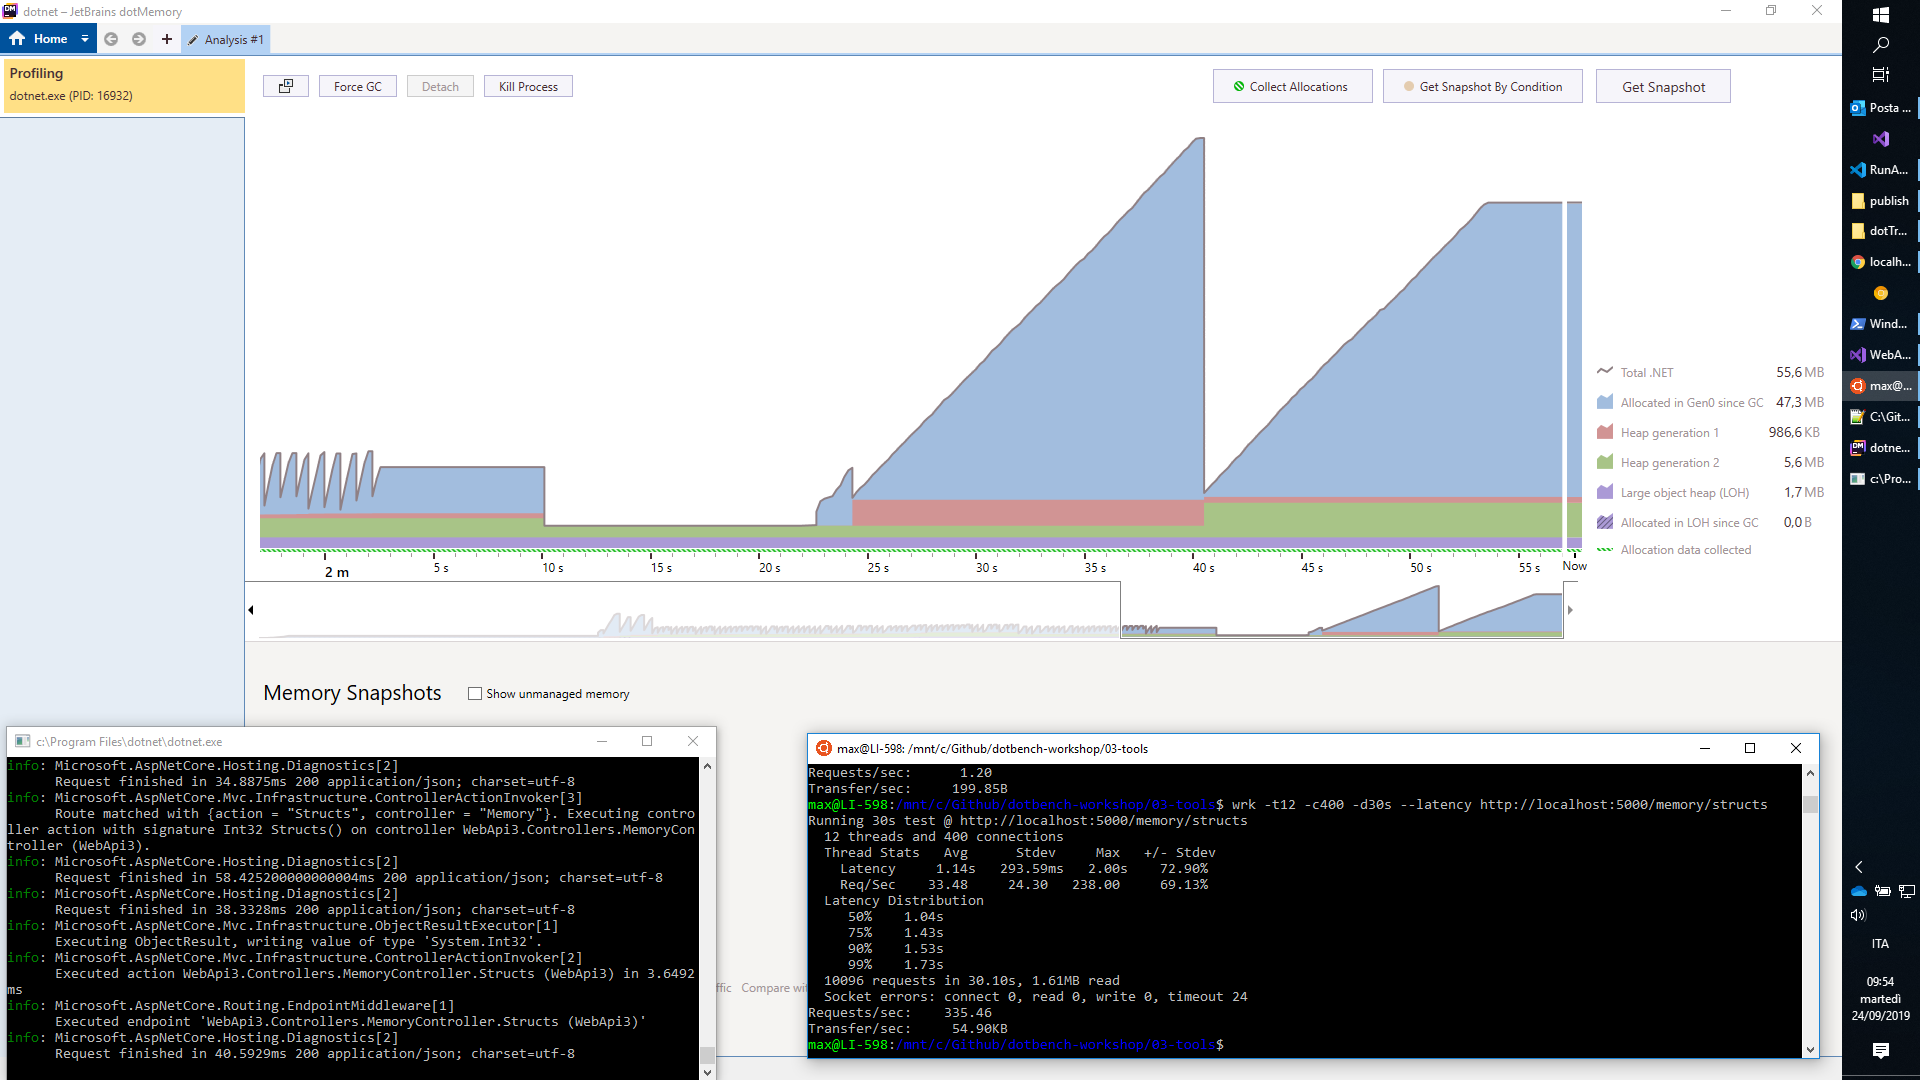 dotnet – JetBrains dotMemory
Home
Analysis #1
Profiling
dotnet.exe (PID: 16932)
Force GC
Detach
Kill Process
Collect Allocations
Get Snapshot By Condition
Get Snapshot
Total .NET 55,6 MB
Allocated in Gen0 since GC 47,3 MB
Heap generation 1 986,6 KB
Heap generation 2 5,6 MB
Large object heap (LOH) 1,7 MB
Allocated in LOH since GC 0,0 B
Allocation data collected
2 m 5 s 10 s 15 s 20 s 25 s 30 s 35 s 40 s 45 s 50 s 55 s Now
Memory Snapshots
Show unmanaged memory
ffic Compare wi
c:\Program Files\dotnet\dotnet.exe
info: Microsoft.AspNetCore.Hosting.Diagnostics[2]
Request finished in 34.8875ms 200 application/json; charset=utf-8
info: Microsoft.AspNetCore.Mvc.Infrastructure.ControllerActionInvoker[3]
Route matched with {action = "Structs", controller = "Memory"}. Executing contro
ller action with signature Int32 Structs() on controller WebApi3.Controllers.MemoryCon
troller (WebApi3).
info: Microsoft.AspNetCore.Hosting.Diagnostics[2]
Request finished in 58.425200000000004ms 200 application/json; charset=utf-8
info: Microsoft.AspNetCore.Hosting.Diagnostics[2]
Request finished in 38.3328ms 200 application/json; charset=utf-8
info: Microsoft.AspNetCore.Mvc.Infrastructure.ObjectResultExecutor[1]
Executing ObjectResult, writing value of type 'System.Int32'.
info: Microsoft.AspNetCore.Mvc.Infrastructure.ControllerActionInvoker[2]
Executed action WebApi3.Controllers.MemoryController.Structs (WebApi3) in 3.6492
ms
info: Microsoft.AspNetCore.Routing.EndpointMiddleware[1]
Executed endpoint 'WebApi3.Controllers.MemoryController.Structs (WebApi3)'
info: Microsoft.AspNetCore.Hosting.Diagnostics[2]
Request finished in 40.5929ms 200 application/json; charset=utf-8
max@LI-598: /mnt/c/Github/dotbench-workshop/03-tools
Requests/sec: 1.20
Transfer/sec: 199.85B
max@LI-598:/mnt/c/Github/dotbench-workshop/03-tools$ wrk -t12 -c400 -d30s --latency http://localhost:5000/memory/structs
Running 30s test @ http://localhost:5000/memory/structs
12 threads and 400 connections
Thread Stats Avg Stdev Max +/- Stdev
Latency 1.14s 293.59ms 2.00s 72.90%
Req/Sec 33.48 24.30 238.00 69.13%
Latency Distribution
50% 1.04s
75% 1.43s
90% 1.53s
99% 1.73s
10096 requests in 30.10s, 1.61MB read
Socket errors: connect 0, read 0, write 0, timeout 24
Requests/sec: 335.46
Transfer/sec: 54.90KB
max@LI-598:/mnt/c/Github/dotbench-workshop/03-tools$
Posta ...
RunA...
publish
dotTr...
localh...
Wind...
WebA...
max@...
C:\Git...
dotne...
c:\Pro...
ITA
09:54
martedì
24/09/2019